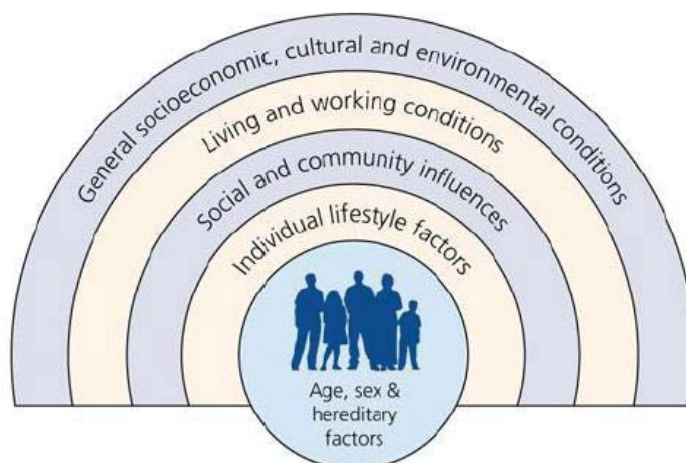 General socioeconomic, cultural and environmental conditions
Living and working conditions
Social and community influences
Individual lifestyle factors
Age, sex &
hereditary
factors